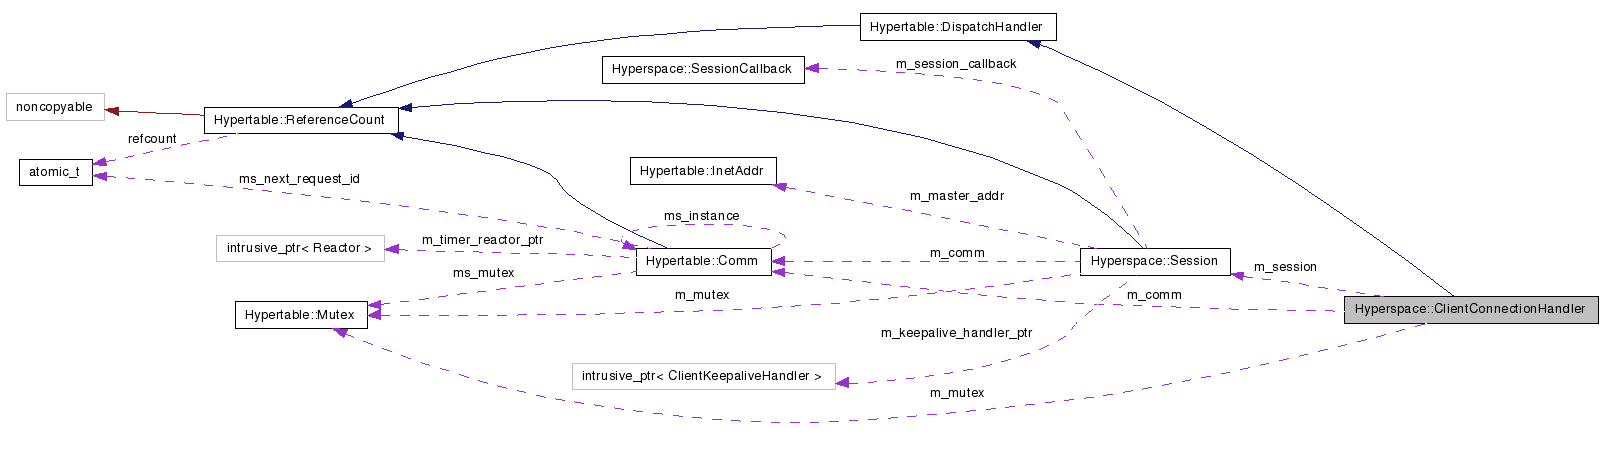 Hypertable::DispatchHandler
Hyperspace::SessionCallback
m_session_callback
noncopyable
Hypertable::ReferenceCount
refcount
atomic_t
Hypertable::InetAddr
ms_next_request_id
m_master_addr
ms_instance
m_timer_reactor_ptr
intrusive_ptr< Reactor >
m_comm
Hypertable::Comm
Hyperspace::Session
m_session
ms_mutex
m_mutex
m_comm
Hypertable::Mutex
Hyperspace::ClientConnectionHandler
m_keepalive_handler_ptr
intrusive_ptr< ClientKeepaliveHandler >
m_mutex